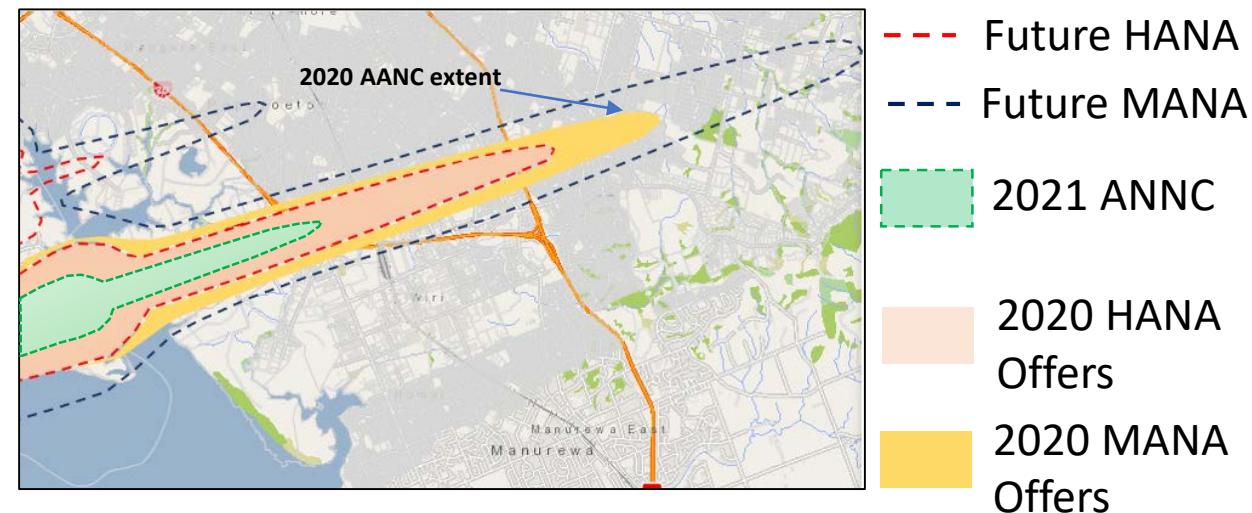 2020 AANC extent
Wiri
Manurewa East
Manurewa
Future HANA
Future MANA
2021 ANNC
2020 HANA
Offers
2020 MANA
Offers